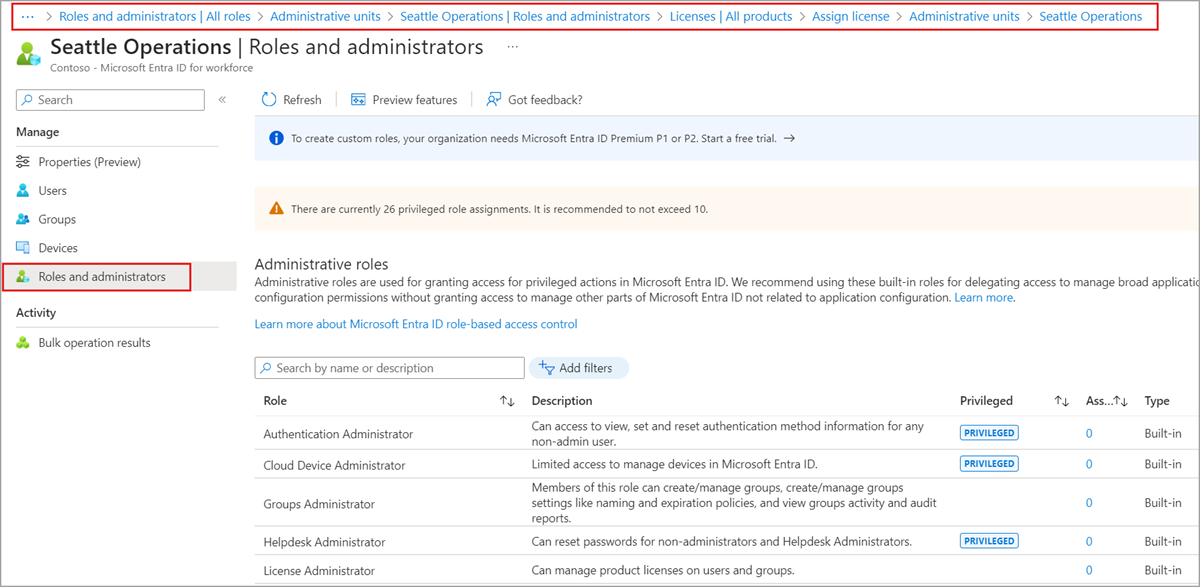 ··· > Roles and administrators | All roles > Administrative units > Seattle Operations | Roles and administrators > Licenses | All products > Assign license > Administrative units > Seattle Operations
Seattle Operations | Roles and administrators ···
Contoso - Microsoft Entra ID for workforce
Search «
Refresh | Preview features | Got feedback?
Manage
To create custom roles, your organization needs Microsoft Entra ID Premium P1 or P2. Start a free trial. →
Properties (Preview)
Users
Groups
Devices
Roles and administrators
Activity
Bulk operation results
There are currently 26 privileged role assignments. It is recommended to not exceed 10.
Administrative roles
Administrative roles are used for granting access for privileged actions in Microsoft Entra ID. We recommend using these built-in roles for delegating access to manage broad applicatio
configuration permissions without granting access to manage other parts of Microsoft Entra ID not related to application configuration. Learn more.
Learn more about Microsoft Entra ID role-based access control
Search by name or description Add filters
Role ↑↓ Description Privileged ↑↓ Ass...↑↓ Type
Authentication Administrator Can access to view, set and reset authentication method information for any PRIVILEGED 0 Built-in
non-admin user.
Cloud Device Administrator Limited access to manage devices in Microsoft Entra ID. PRIVILEGED 0 Built-in
Members of this role can create/manage groups, create/manage groups
Groups Administrator settings like naming and expiration policies, and view groups activity and audit 0 Built-in
reports.
Helpdesk Administrator Can reset passwords for non-administrators and Helpdesk Administrators. PRIVILEGED 0 Built-in
License Administrator Can manage product licenses on users and groups. 0 Built-in